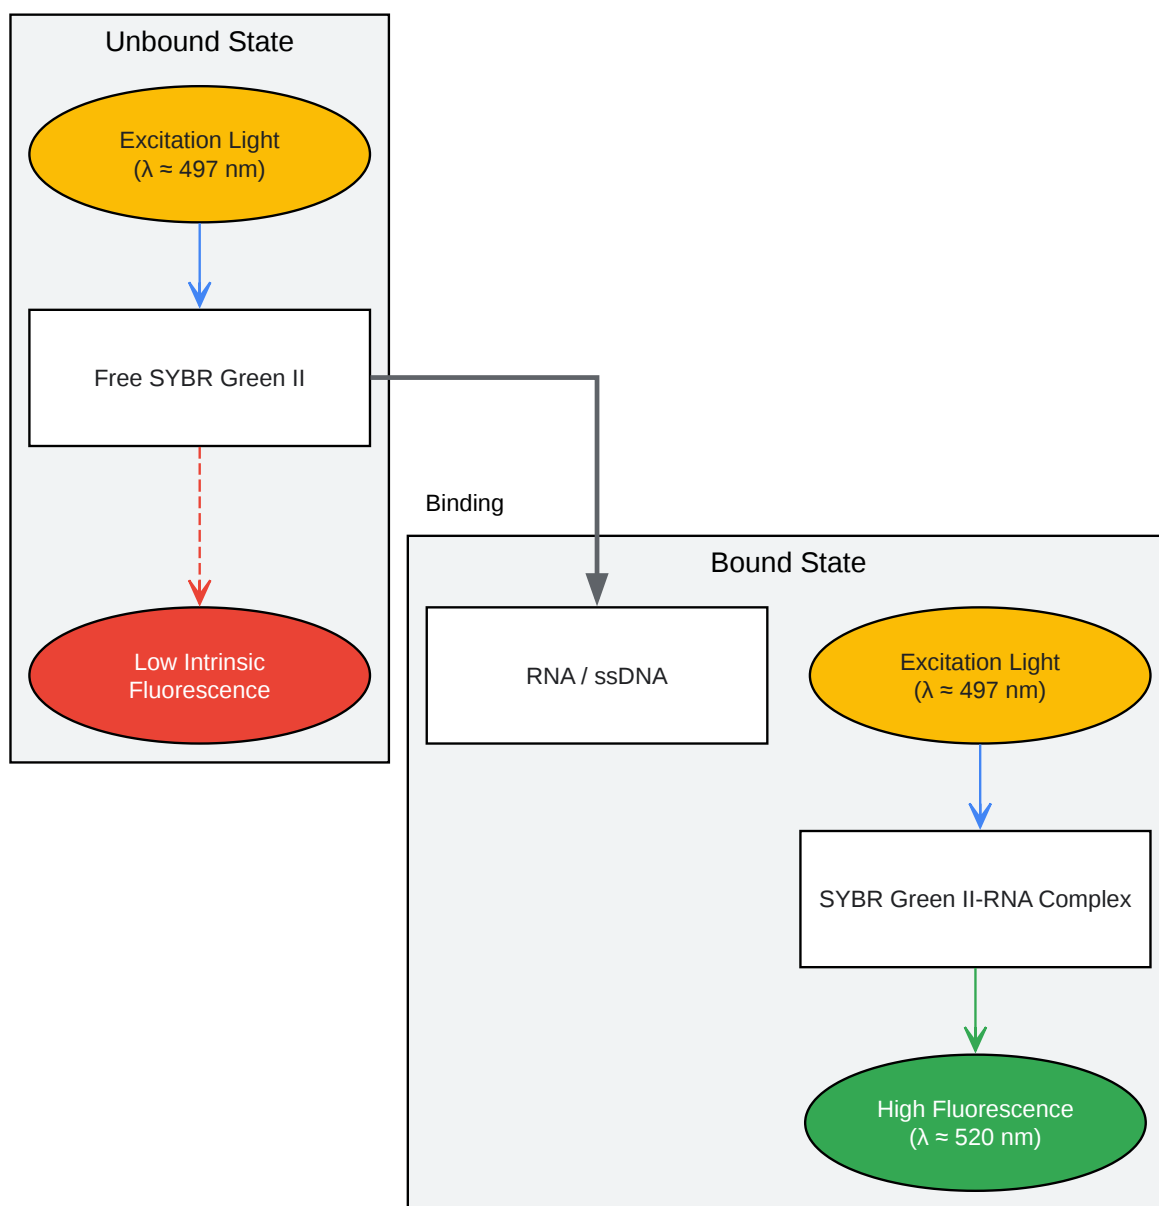 Unbound State
Excitation Light
(λ ≈ 497 nm)
Free SYBR Green II
Low Intrinsic
Fluorescence
Binding
Bound State
RNA / ssDNA
Excitation Light
(λ ≈ 497 nm)
SYBR Green II-RNA Complex
High Fluorescence
(λ ≈ 520 nm)